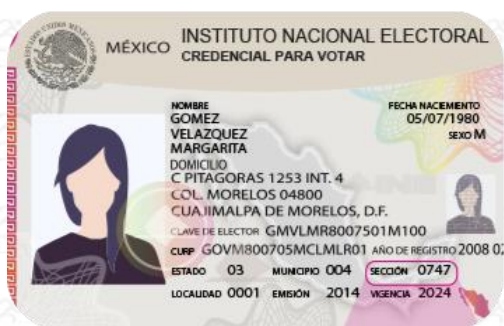 MÉXICO
INSTITUTO NACIONAL ELECTORAL
CREDENCIAL PARA VOTAR
NOMBRE
GOMEZ
VELAZQUEZ
MARGARITA
FECHA NACIEMIENTO
05/07/1980
SEXO M
DOMICILIO
C PITAGORAS 1253 INT. 4
COL. MORELOS 04800
CUAJIMALPA DE MORELOS, D.F.
CLAVE DE ELECTOR GMVLMR8007501M100
CURP GOVM800705MCLMLR01 AÑO DE REGISTRO 2008 02
ESTADO 03 MUNICIPIO 004 SECCIÓN 0747
LOCALIDAD 0001 EMISIÓN 2014 VIGENCIA 2024